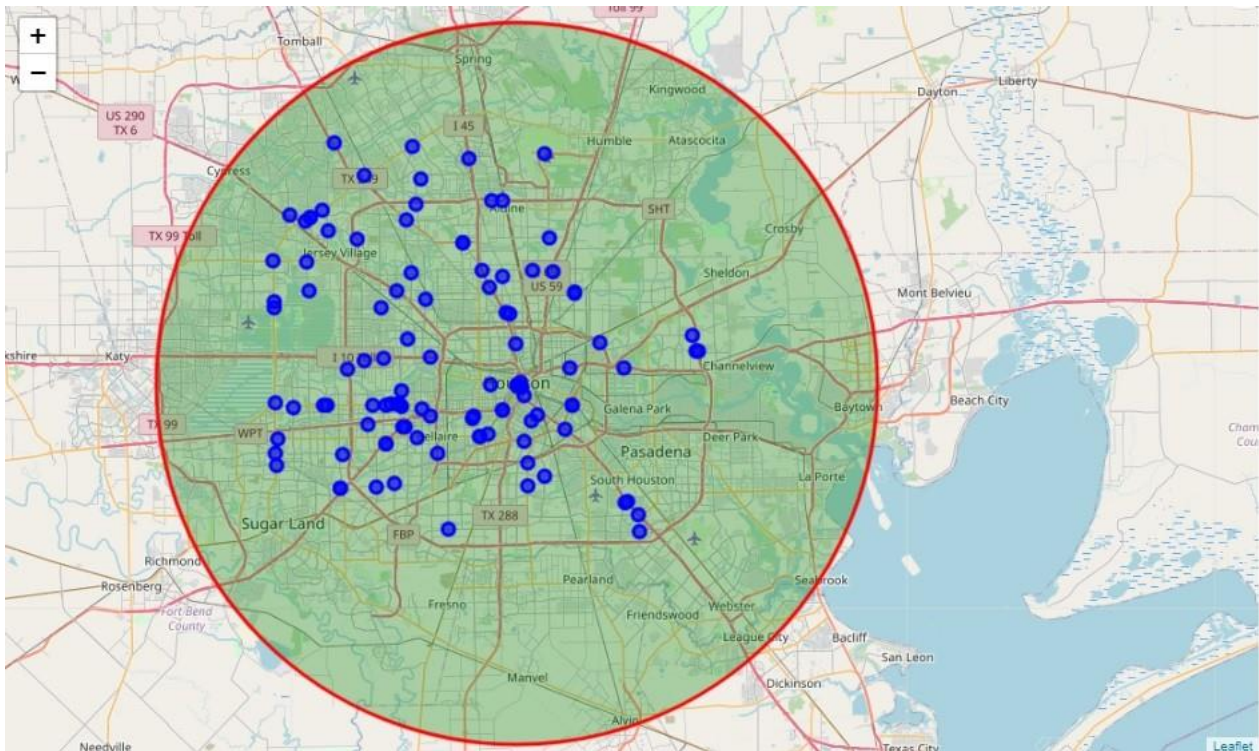 Toll 99
+
−
Tomball
Spring
Liberty
Dayton
Kingwood
US 290
TX 6
I 45
Humble
Atascocita
Cypress
SHT
Crosby
TX 99 Toll
Jersey Village
Sheldon
US 59
Mont Belvieu
kshire
Katy
I 10
Channelview
Beach City
Baytown
Galena Park
TX 99
WPT
Deer Park
Pasadena
La Porte
South Houston
TX 288
Sugar Land
FBP
Richmond
Rosenberg
Pearland
Seabrook
Fresno
Friendswood
Webster
Fort Bend
County
League City
Bacliff
San Leon
Manvel
Dickinson
Alvin
Needville
Texas City
Leaflet